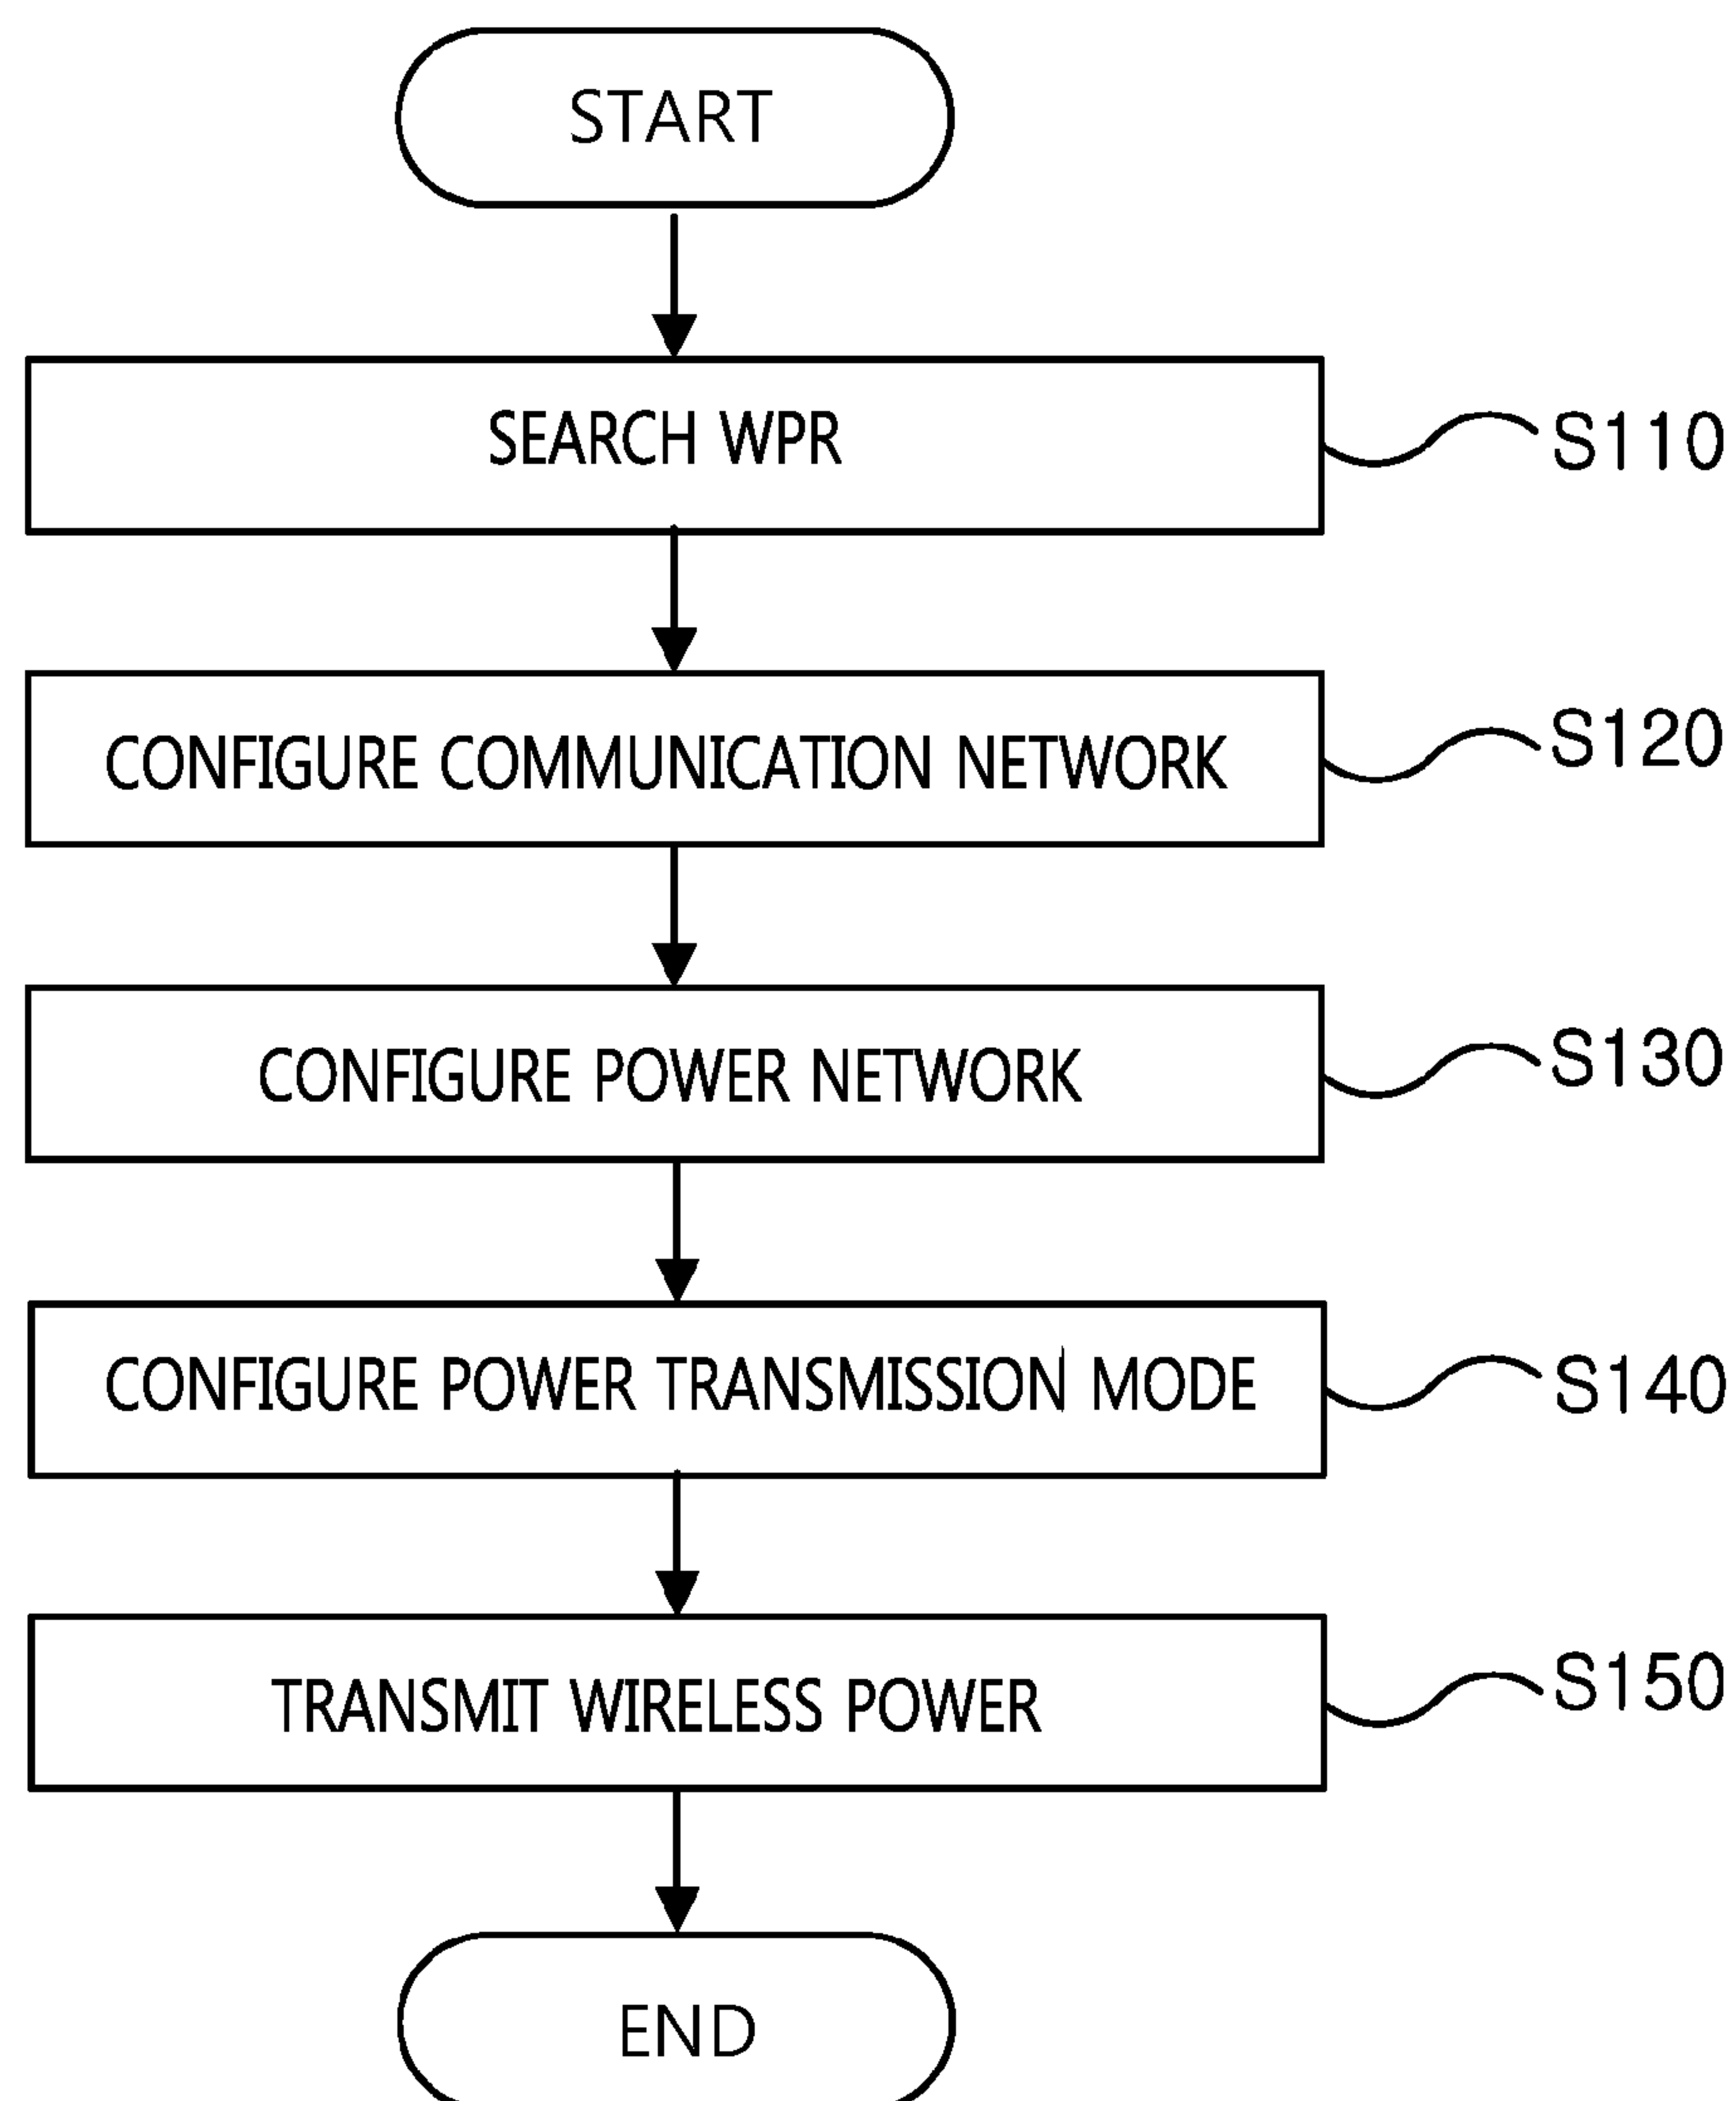 START
SEARCH WPR S110
CONFIGURE COMMUNICATION NETWORK S120
CONFIGURE POWER NETWORK S130
CONFIGURE POWER TRANSMISSION MODE S140
TRANSMIT WIRELESS POWER S150
END